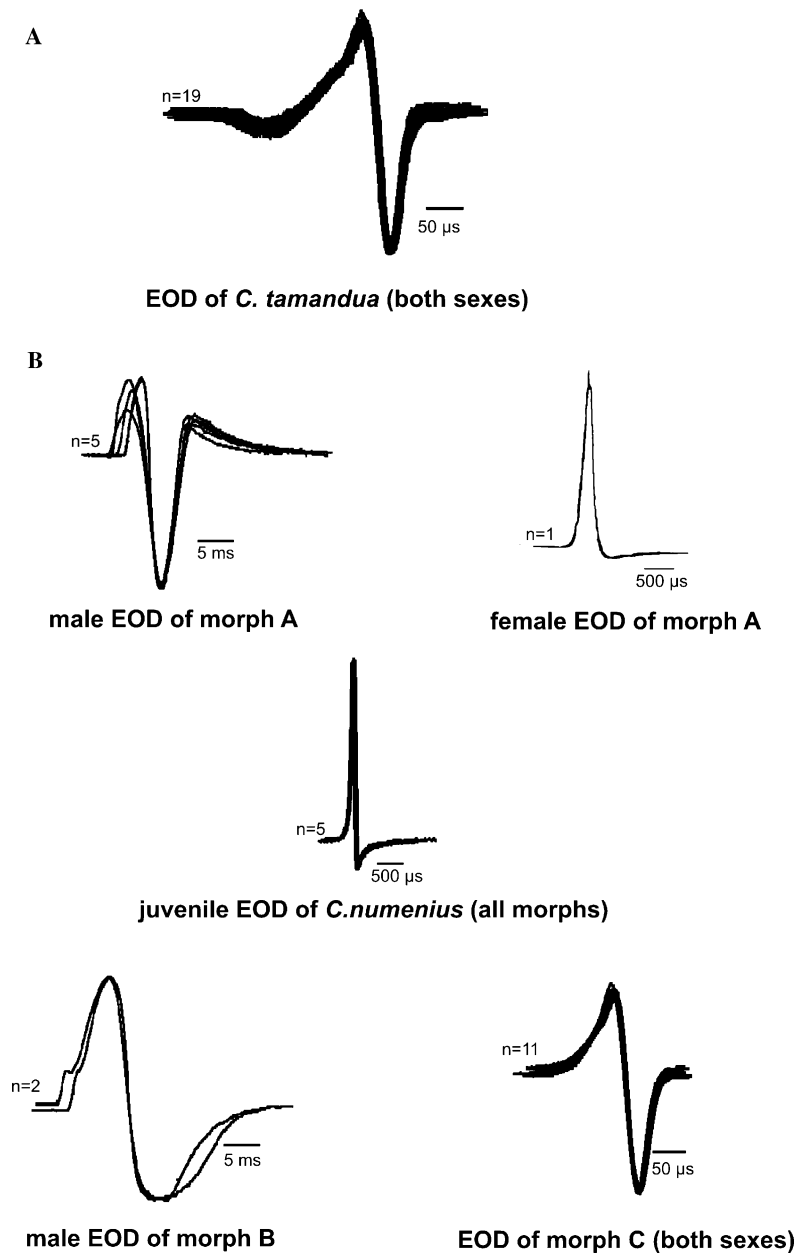 A
n=19
50 µs
EOD of C. tamandua (both sexes)
B
n=5
5 ms
male EOD of morph A
n=1
500 µs
female EOD of morph A
n=5
500 µs
juvenile EOD of C.numenius (all morphs)
n=2
5 ms
male EOD of morph B
n=11
50 µs
EOD of morph C (both sexes)